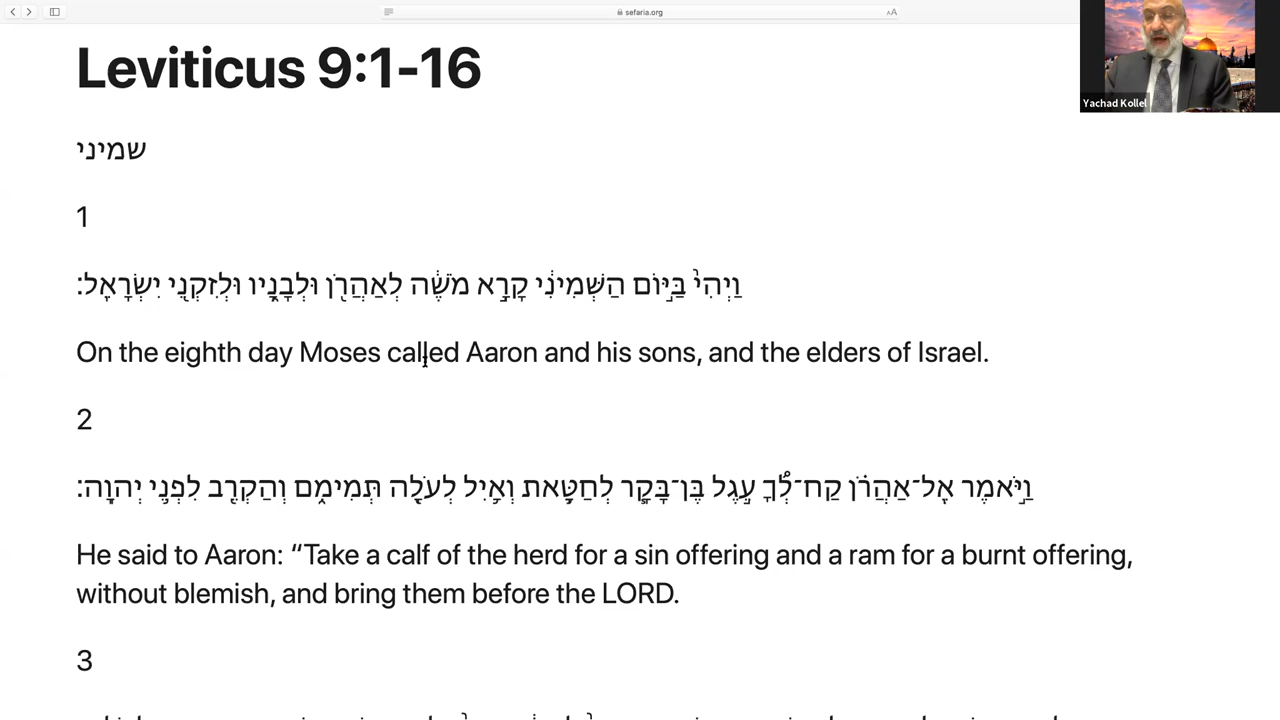 sefaria.org
AA
Yachad Kollel
Leviticus 9:1-16
שמיני
1
וַיְהִי֙ בַּיּ֣וֹם הַשְּׁמִינִ֔י קָרָ֣א מֹשֶׁ֔ה לְאַהֲרֹ֖ן וּלְבָנָ֑יו וּלְזִקְנֵ֖י יִשְׂרָאֵֽל׃
On the eighth day Moses called Aaron and his sons, and the elders of Israel.
2
וַיֹּ֣אמֶר אֶֽל־אַהֲרֹ֗ן קַח־לְ֠ךָ עֵ֣גֶל בֶּן־בָּקָ֧ר לְחַטָּ֛את וְאַ֥יִל לְעֹלָ֖ה תְּמִימִ֑ם וְהַקְרֵ֖ב לִפְנֵ֥י יְהוָֽה׃
He said to Aaron: “Take a calf of the herd for a sin offering and a ram for a burnt offering,
without blemish, and bring them before the LORD.
3